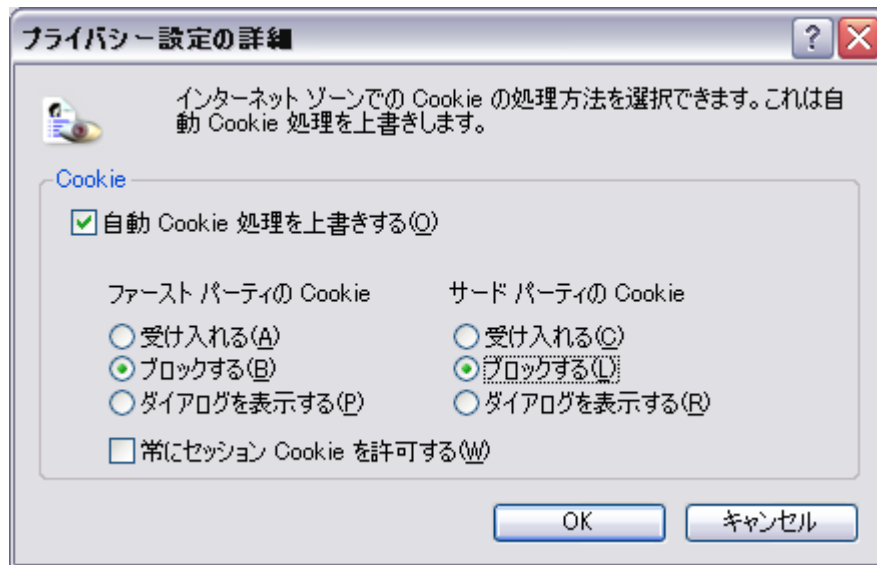 プライバシー設定の詳細
インターネット ゾーンでの Cookie の処理方法を選択できます。これは自
動 Cookie 処理を上書きします。
Cookie
自動 Cookie 処理を上書きする(O)
ファースト パーティの Cookie
サード パーティの Cookie
受け入れる(A)
受け入れる(C)
ブロックする(B)
ブロックする(L)
ダイアログを表示する(P)
ダイアログを表示する(R)
常にセッション Cookie を許可する(W)
OK
キャンセル